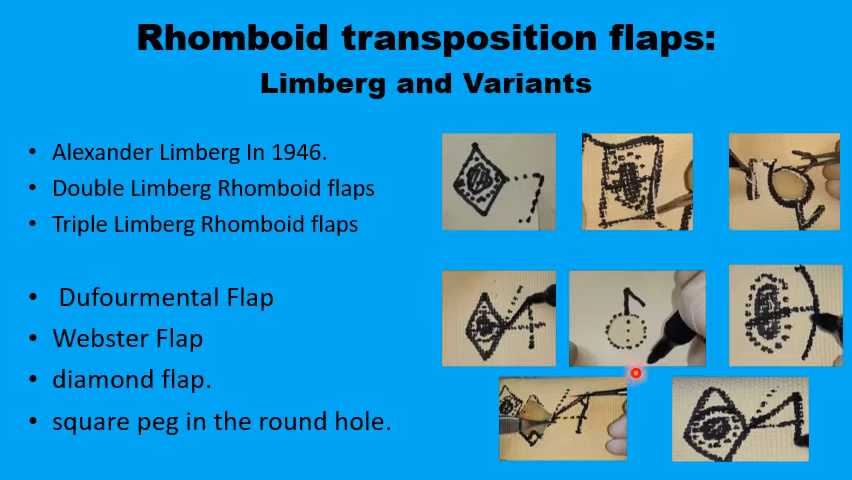 Rhomboid transposition flaps:
Limberg and Variants
• Alexander Limberg In 1946.
• Double Limberg Rhomboid flaps
• Triple Limberg Rhomboid flaps
• Dufourmental Flap
• Webster Flap
• diamond flap.
• square peg in the round hole.